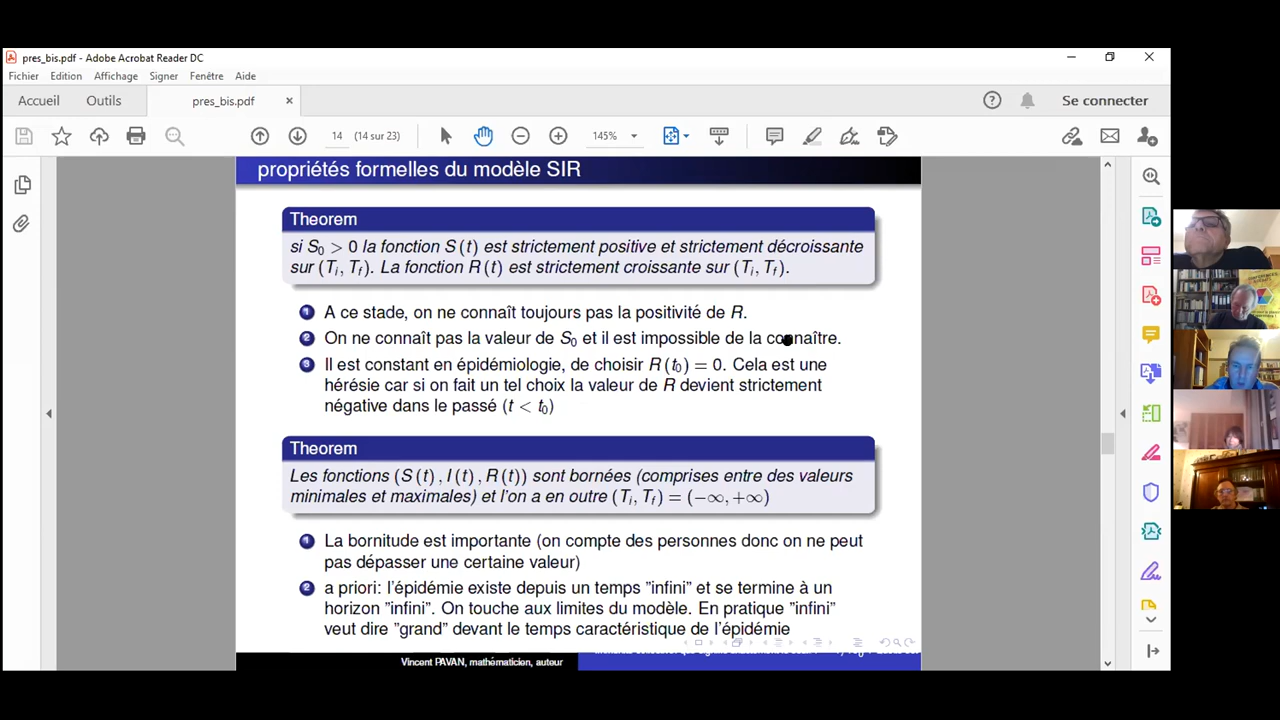 pres_bis.pdf - Adobe Acrobat Reader DC
Fichier Edition Affichage Signer Fenêtre Aide
Accueil Outils pres_bis.pdf × Se connecter
14 (14 sur 23) 145%
propriétés formelles du modèle SIR
Theorem
si S₀ > 0 la fonction S (t) est strictement positive et strictement décroissante
sur (Tᵢ, T_f). La fonction R (t) est strictement croissante sur (Tᵢ, T_f).
1 A ce stade, on ne connaît toujours pas la positivité de R.
2 On ne connaît pas la valeur de S₀ et il est impossible de la connaître.
3 Il est constant en épidémiologie, de choisir R (t₀) = 0. Cela est une
hérésie car si on fait un tel choix la valeur de R devient strictement
négative dans le passé (t < t₀)
Theorem
Les fonctions (S (t) , I (t) , R (t)) sont bornées (comprises entre des valeurs
minimales et maximales) et l'on a en outre (Tᵢ, T_f) = (−∞, +∞)
1 La bornitude est importante (on compte des personnes donc on ne peut
pas dépasser une certaine valeur)
2 a priori: l'épidémie existe depuis un temps "infini" et se termine à un
horizon "infini". On touche aux limites du modèle. En pratique "infini"
veut dire "grand" devant le temps caractéristique de l'épidémie
Vincent PAVAN, mathématicien, auteur